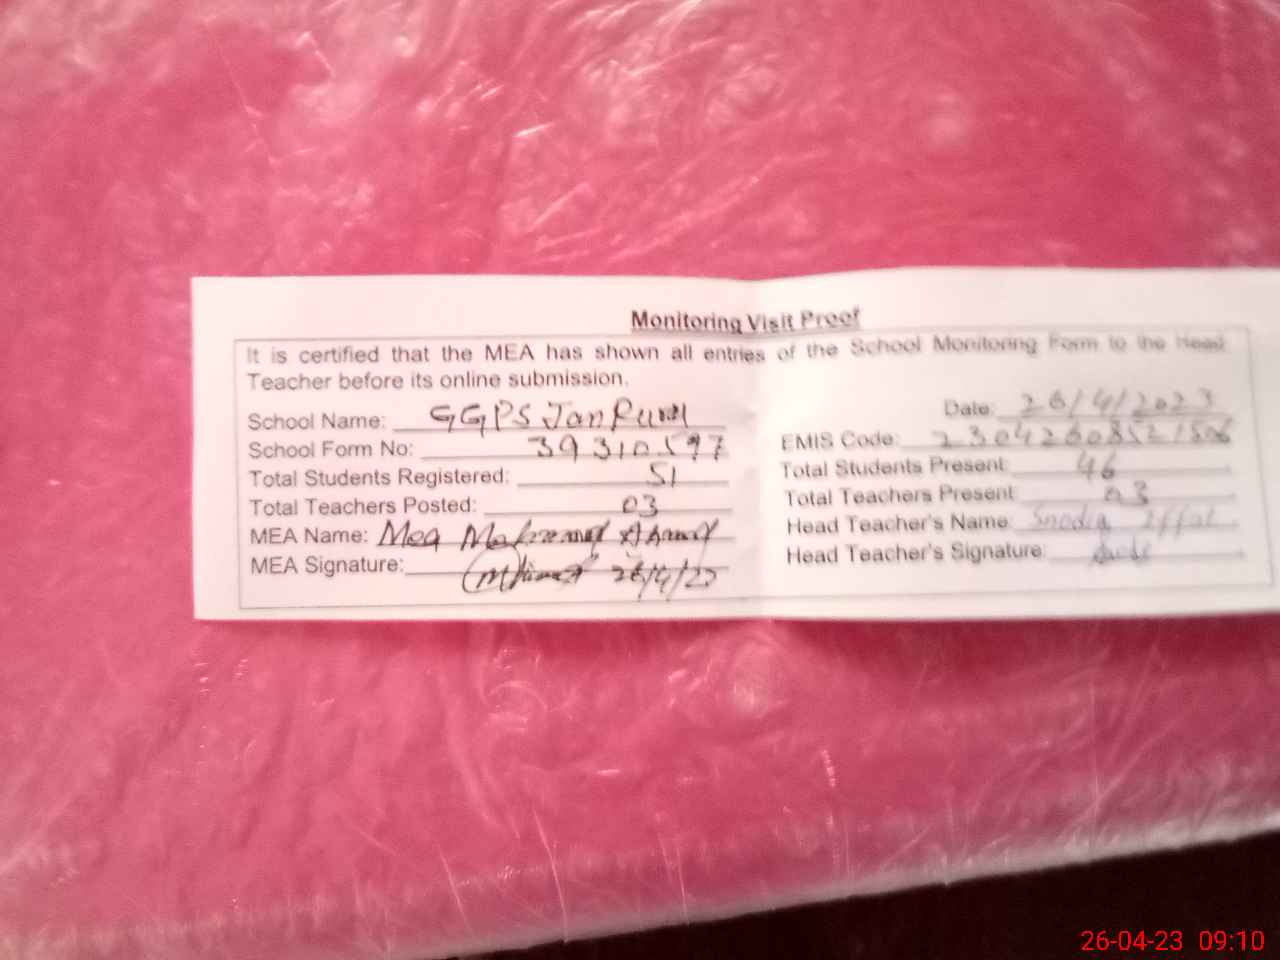 Monitoring Visit Proof
It is certified that the MEA has shown all entries of the School Monitoring Form to the Head
Teacher before its online submission.
Date: 26/4/2023
School Name: GGPS Jan
School Form No: 39310597
EMIS Code:
Total Students Registered: 51
Total Students Present: 46
Total Teachers Posted: 03
Total Teachers Present: 03
MEA Name: Mea
Head Teacher's Name:
MEA Signature:
Head Teacher's Signature:
26-04-23 09:10